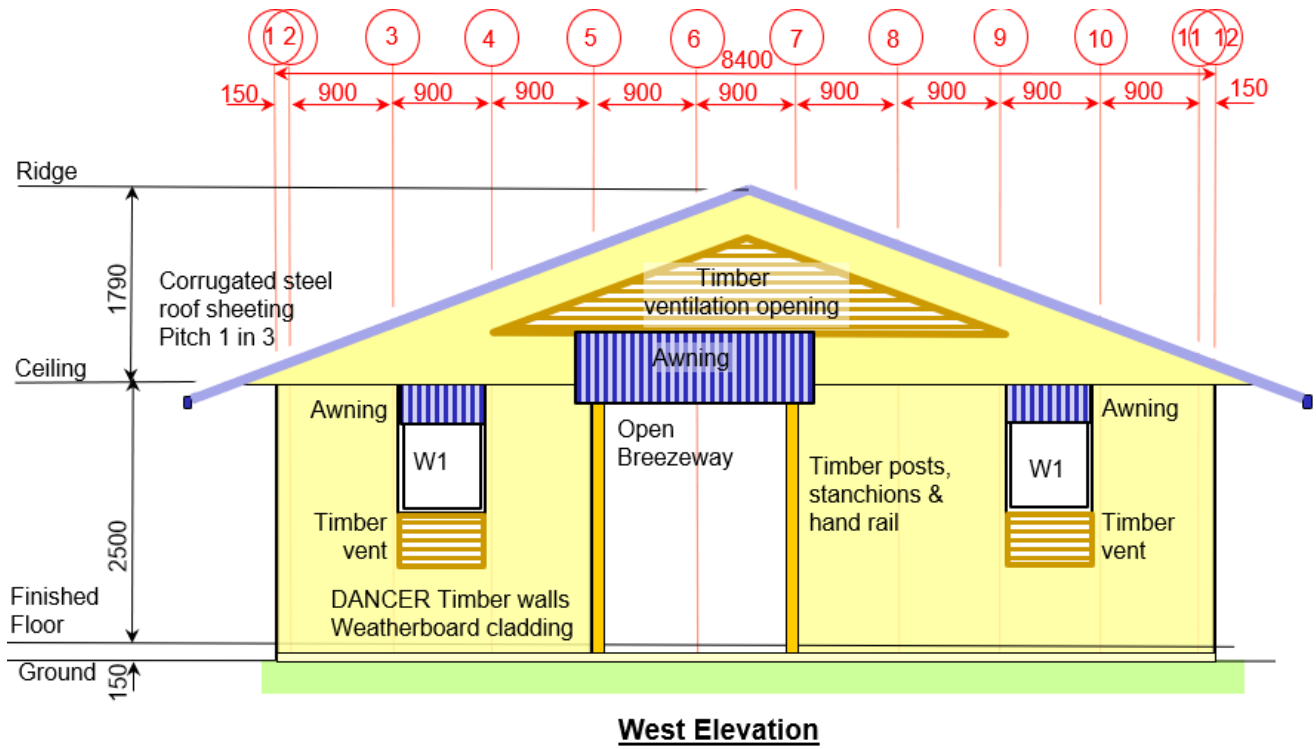 1 2 3 4 5 6 7 8 9 10 11 12
8400
150 900 900 900 900 900 900 900 900 900 150
Ridge
1790
Corrugated steel
roof sheeting
Pitch 1 in 3
Timber
ventilation opening
Awning
Ceiling
Awning
Awning
Open
Breezeway
W1
W1
Timber posts,
stanchions &
hand rail
2500
Timber
vent
Timber
vent
DANCER Timber walls
Weatherboard cladding
Finished
Floor
Ground
150
West Elevation